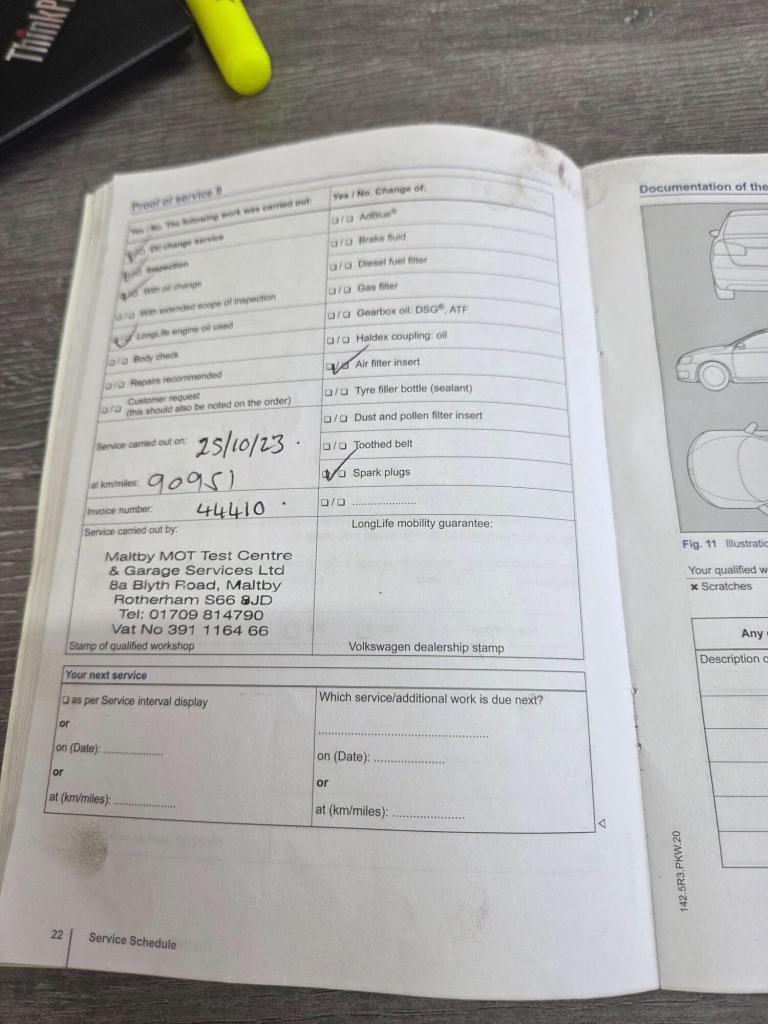 ThinkP
Proof of service 9
Yes / No. The following work was carried out:
❑/❑ Oil change service
❑/❑ Inspection
❑/❑ With oil change
❑/❑ With extended scope of inspection
❑/❑ LongLife engine oil used
❑/❑ Body check
❑/❑ Repairs recommended
❑/❑ Customer request
(this should also be noted on the order)
Service carried out on: 25/10/23 .
at km/miles: 90951
Invoice number: 44410 .
Service carried out by:
Maltby MOT Test Centre
& Garage Services Ltd
8a Blyth Road, Maltby
Rotherham S66 8JD
Tel: 01709 814790
Vat No 391 1164 66
Stamp of qualified workshop
Yes / No. Change of:
❑/❑ AdBlue®
❑/❑ Brake fluid
❑/❑ Diesel fuel filter
❑/❑ Gas filter
❑/❑ Gearbox oil: DSG®, ATF
❑/❑ Haldex coupling: oil
❑/❑ Air filter insert
❑/❑ Tyre filler bottle (sealant)
❑/❑ Dust and pollen filter insert
❑/❑ Toothed belt
❑/❑ Spark plugs
❑/❑ .....................
LongLife mobility guarantee:
Volkswagen dealership stamp
Your next service
❑ as per Service interval display
or
on (Date): ....................
or
at (km/miles): ....................
Which service/additional work is due next?
......................................................
on (Date): ......................
or
at (km/miles): ......................
22 Service Schedule
Documentation of the
Fig. 11 Illustratio
Your qualified w
✖ Scratches
Any
Description o
142.5R3.PKW.20